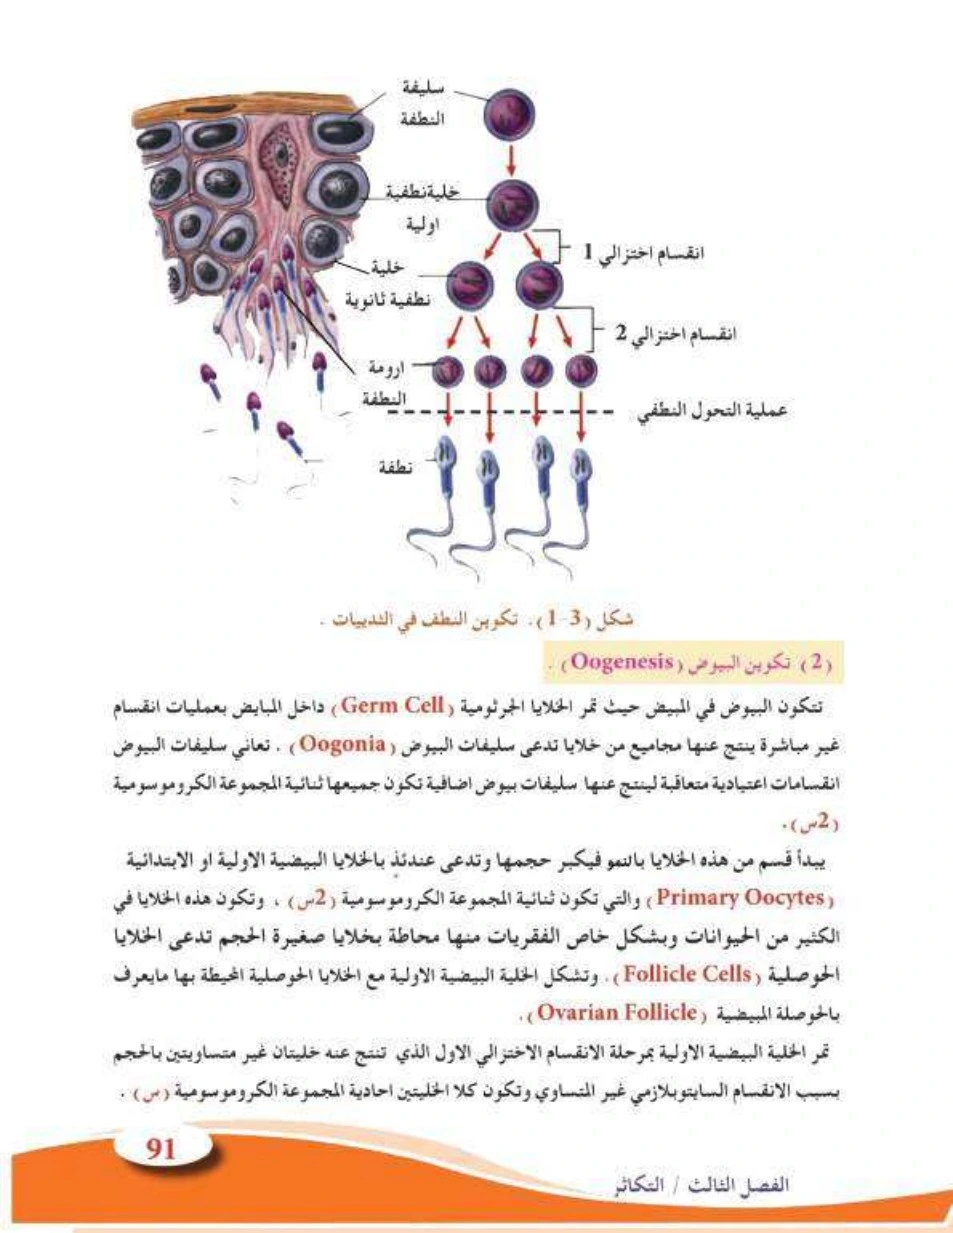 سليفة
النطفة
خلية نطفية
اولية
انقسام اختزالي 1
خلية
نطفية ثانوية
انقسام اختزالي 2
ارومة
النطفة
عملية التحول النطفي
نطفة
شكل (3-1). تكوين النطف في الثدييات .
(2) تكوين البيوض (Oogenesis) .
تتكون البيوض في المبيض حيث تمر الخلايا الجرثومية (Germ Cell) داخل المبايض بعمليات انقسام
غير مباشرة ينتج عنها مجاميع من خلايا تدعى سليفات البيوض (Oogonia) . تعاني سليفات البيوض
انقسامات اعتيادية متعاقبة لينتج عنها سليفات بيوض اضافية تكون جميعها ثنائية المجموعة الكروموسومية
(2س).
يبدأ قسم من هذه الخلايا بالنمو فيكبر حجمها وتدعى عندئذٍ بالخلايا البيضية الاولية او الابتدائية
(Primary Oocytes) والتي تكون ثنائية المجموعة الكروموسومية (2س) ، وتكون هذه الخلايا في
الكثير من الحيوانات وبشكل خاص الفقريات منها محاطة بخلايا صغيرة الحجم تدعى الخلايا
الحوصلية (Follicle Cells). وتشكل الخلية البيضية الاولية مع الخلايا الحوصلية المحيطة بها مايعرف
بالحوصلة المبيضية (Ovarian Follicle).
تمر الخلية البيضية الاولية بمرحلة الانقسام الاختزالي الاول الذي تنتج عنه خليتان غير متساويتين بالحجم
بسبب الانقسام السايتوبلازمي غير المتساوي وتكون كلا الخليتين احادية المجموعة الكروموسومية (س) .
91
الفصل الثالث / التكاثر